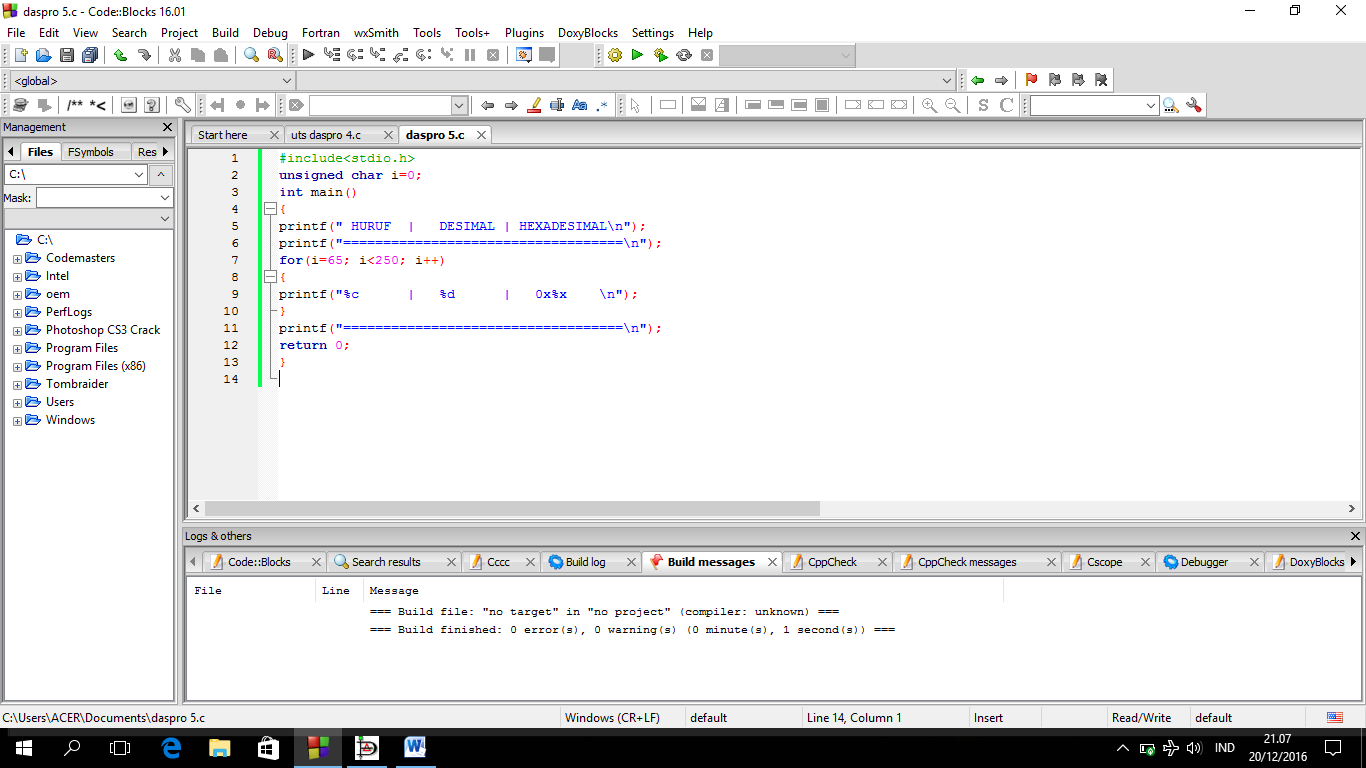 daspro 5.c - Code::Blocks 16.01
File Edit View Search Project Build Debug Fortran wxSmith Tools Tools+ Plugins DoxyBlocks Settings Help
<global>
/** *<
Aa .*
S C
Management
Start here uts daspro 4.c daspro 5.c
Files FSymbols Res
C:\
Mask:
C:\
Codemasters
Intel
oem
PerfLogs
Photoshop CS3 Crack
Program Files
Program Files (x86)
Tombraider
Users
Windows
1 #include<stdio.h>
2 unsigned char i=0;
3 int main()
4 {
5 printf(" HURUF  |   DESIMAL | HEXADESIMAL\n");
6 printf("===================================\n");
7 for(i=65; i<250; i++)
8 {
9 printf("%c      |   %d      |   0x%x    \n");
10 }
11 printf("===================================\n");
12 return 0;
13 }
14
Logs & others
Code::Blocks Search results Cccc Build log Build messages CppCheck CppCheck messages Cscope Debugger DoxyBlocks
File Line Message
=== Build file: "no target" in "no project" (compiler: unknown) ===
=== Build finished: 0 error(s), 0 warning(s) (0 minute(s), 1 second(s)) ===
C:\Users\ACER\Documents\daspro 5.c Windows (CR+LF) default Line 14, Column 1 Insert Read/Write default
IND
21.07
20/12/2016